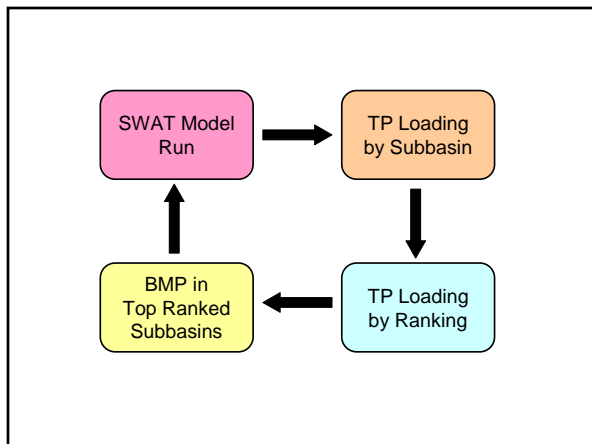 SWAT Model
Run
TP Loading
by Subbasin
BMP in
Top Ranked
Subbasins
TP Loading
by Ranking